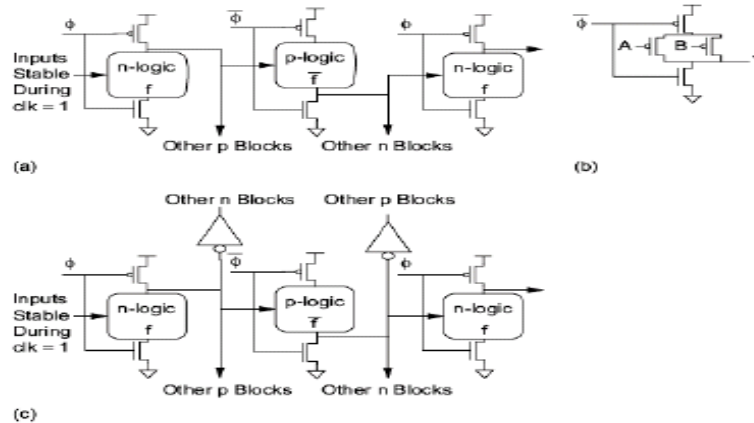 ϕ
ϕ̅
ϕ
ϕ̅
Inputs
Stable
During
clk = 1
n-logic
f
p-logic
f̅
n-logic
f
A
B
Y
Other p Blocks
Other n Blocks
(a)
(b)
Other n Blocks
Other p Blocks
ϕ
ϕ̅
ϕ
Inputs
Stable
During
clk = 1
n-logic
f
p-logic
f̅
n-logic
f
Other p Blocks
Other n Blocks
(c)